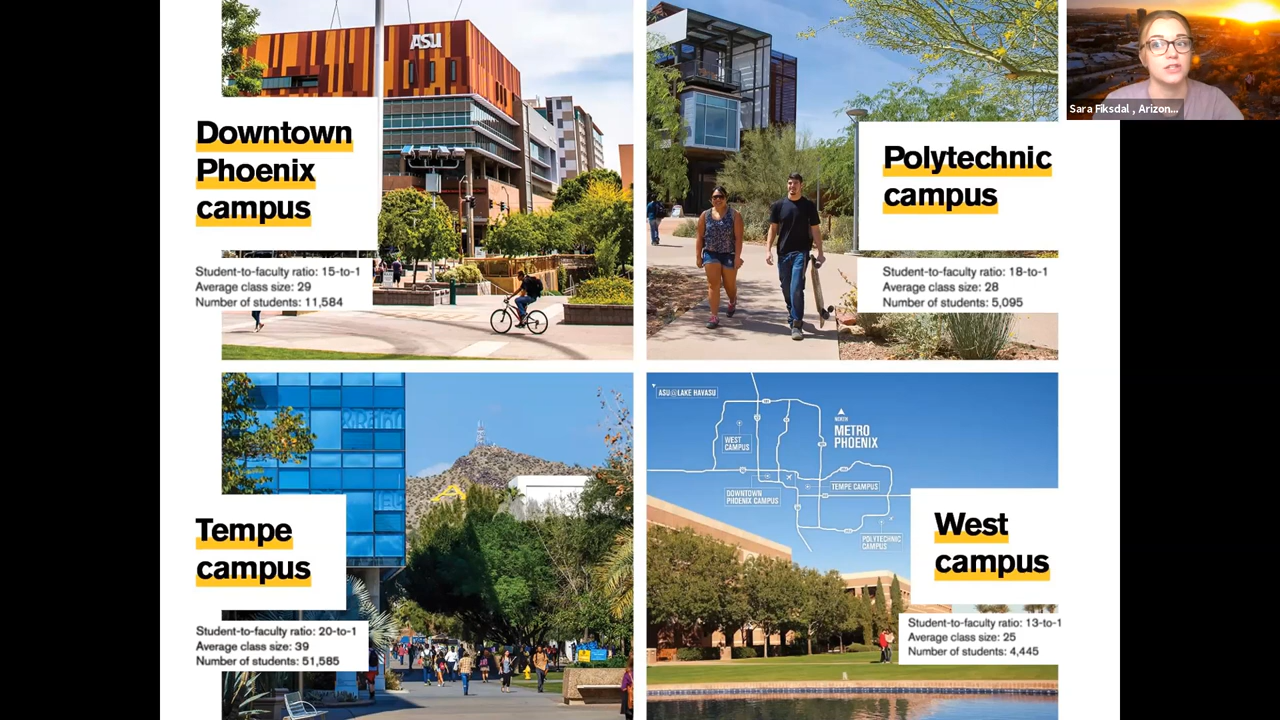 ASU
Downtown
Phoenix
campus
Student-to-faculty ratio: 15-to-1
Average class size: 29
Number of students: 11,584
Polytechnic
campus
Student-to-faculty ratio: 18-to-1
Average class size: 28
Number of students: 5,095
Sara Fiksdal , Arizon...
Tempe
campus
Student-to-faculty ratio: 20-to-1
Average class size: 39
Number of students: 51,585
ASU@LAKE HAVASU
NORTH
METRO
PHOENIX
WEST
CAMPUS
TEMPE CAMPUS
DOWNTOWN
PHOENIX CAMPUS
POLYTECHNIC
CAMPUS
West
campus
Student-to-faculty ratio: 13-to-1
Average class size: 25
Number of students: 4,445